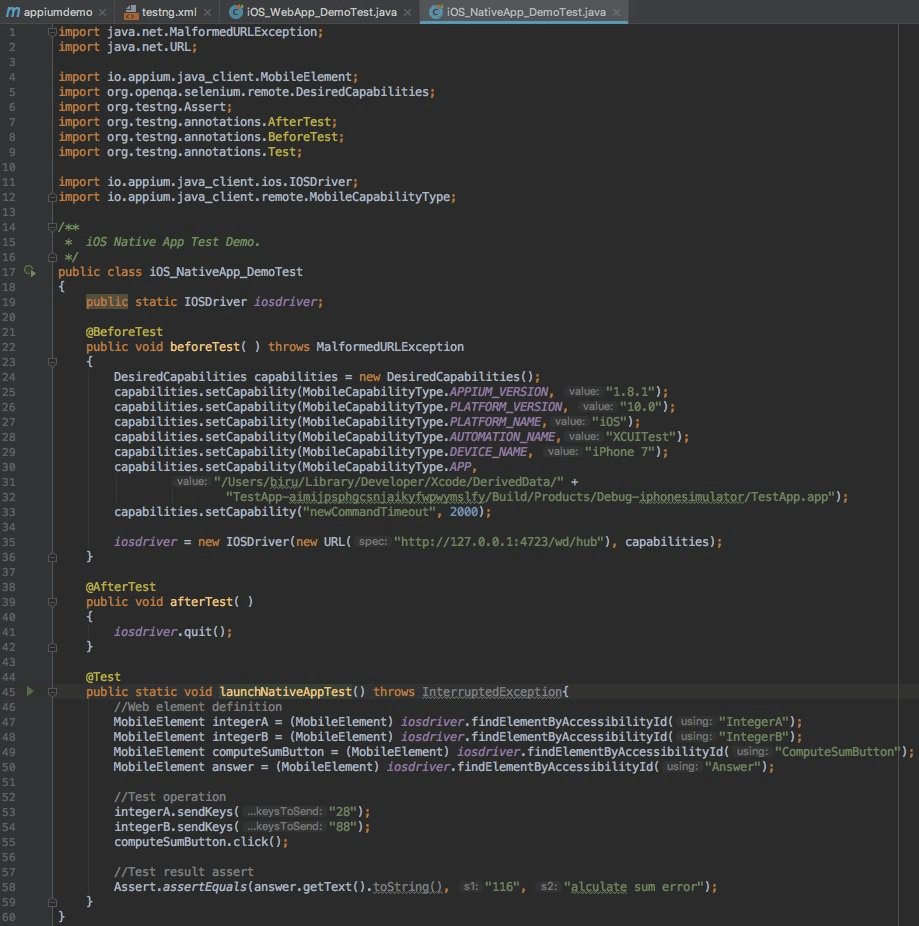 appiumdemo testng.xml iOS_WebApp_DemoTest.java iOS_NativeApp_DemoTest.java
1 import java.net.MalformedURLException;
2 import java.net.URL;
3
4 import io.appium.java_client.MobileElement;
5 import org.openqa.selenium.remote.DesiredCapabilities;
6 import org.testng.Assert;
7 import org.testng.annotations.AfterTest;
8 import org.testng.annotations.BeforeTest;
9 import org.testng.annotations.Test;
10
11 import io.appium.java_client.ios.IOSDriver;
12 import io.appium.java_client.remote.MobileCapabilityType;
13
14 /**
15 * iOS Native App Test Demo.
16 */
17 public class iOS_NativeApp_DemoTest
18 {
19 public static IOSDriver iosdriver;
20
21 @BeforeTest
22 public void beforeTest( ) throws MalformedURLException
23 {
24 DesiredCapabilities capabilities = new DesiredCapabilities();
25 capabilities.setCapability(MobileCapabilityType.APPIUM_VERSION, value: "1.8.1");
26 capabilities.setCapability(MobileCapabilityType.PLATFORM_VERSION, value: "10.0");
27 capabilities.setCapability(MobileCapabilityType.PLATFORM_NAME, value: "iOS");
28 capabilities.setCapability(MobileCapabilityType.AUTOMATION_NAME, value: "XCUITest");
29 capabilities.setCapability(MobileCapabilityType.DEVICE_NAME, value: "iPhone 7");
30 capabilities.setCapability(MobileCapabilityType.APP,
31 value: "/Users/biru/Library/Developer/Xcode/DerivedData/" +
32 "TestApp-aimijpsphgcsnjaikyfwpwymslfy/Build/Products/Debug-iphonesimulator/TestApp.app");
33 capabilities.setCapability("newCommandTimeout", 2000);
34
35 iosdriver = new IOSDriver(new URL( spec: "http://127.0.0.1:4723/wd/hub"), capabilities);
36 }
37
38 @AfterTest
39 public void afterTest( )
40 {
41 iosdriver.quit();
42 }
43
44 @Test
45 public static void launchNativeAppTest() throws InterruptedException{
46 //Web element definition
47 MobileElement integerA = (MobileElement) iosdriver.findElementByAccessibilityId( using: "IntegerA");
48 MobileElement integerB = (MobileElement) iosdriver.findElementByAccessibilityId( using: "IntegerB");
49 MobileElement computeSumButton = (MobileElement) iosdriver.findElementByAccessibilityId( using: "ComputeSumButton");
50 MobileElement answer = (MobileElement) iosdriver.findElementByAccessibilityId( using: "Answer");
51
52 //Test operation
53 integerA.sendKeys( ...keysToSend: "28");
54 integerB.sendKeys( ...keysToSend: "88");
55 computeSumButton.click();
56
57 //Test result assert
58 Assert.assertEquals(answer.getText().toString(), s1: "116", s2: "alculate sum error");
59 }
60 }